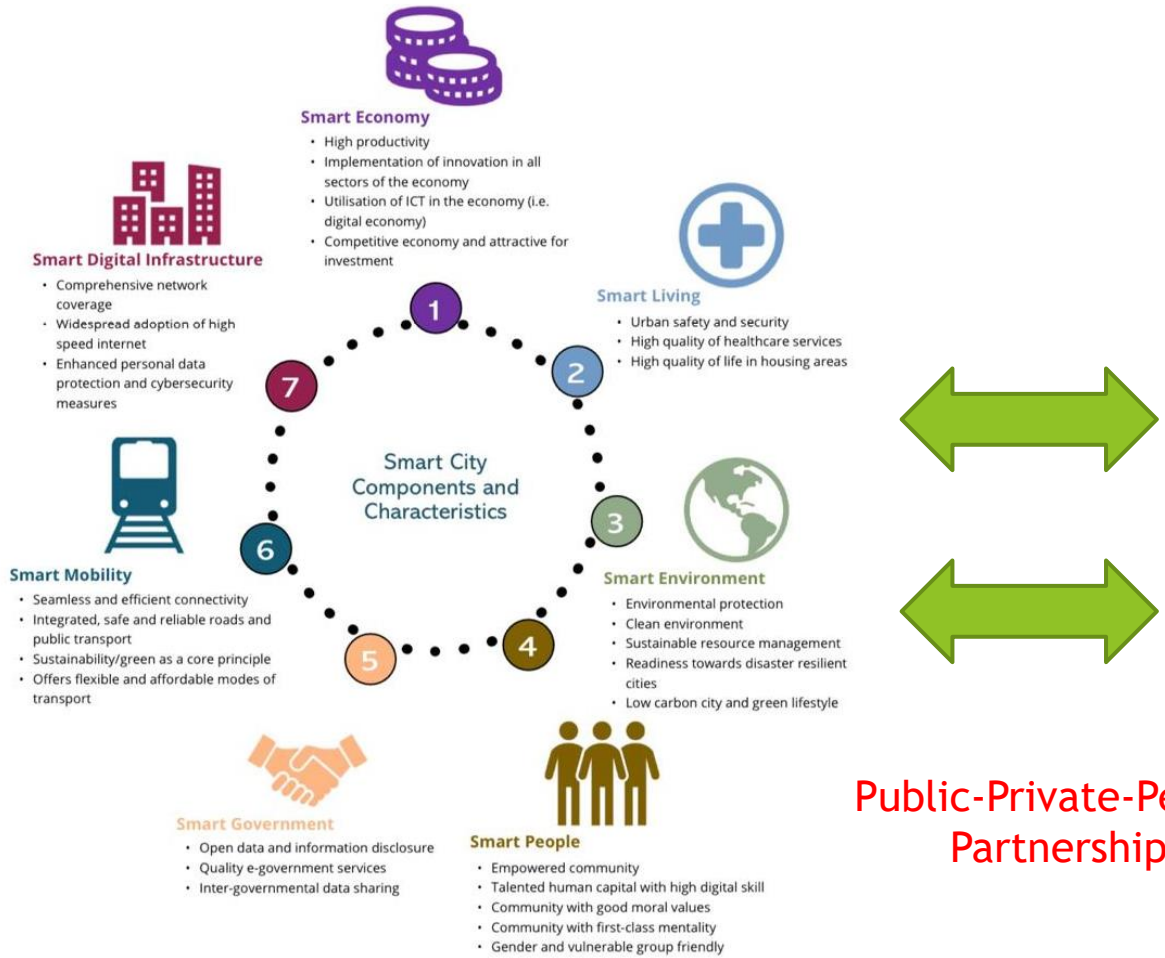 Smart Economy
• High productivity
• Implementation of innovation in all
sectors of the economy
• Utilisation of ICT in the economy (i.e.
digital economy)
• Competitive economy and attractive for
investment
Smart Living
• Urban safety and security
• High quality of healthcare services
• High quality of life in housing areas
Smart Environment
• Environmental protection
• Clean environment
• Sustainable resource management
• Readiness towards disaster resilient
cities
• Low carbon city and green lifestyle
Smart People
• Empowered community
• Talented human capital with high digital skill
• Community with good moral values
• Community with first-class mentality
• Gender and vulnerable group friendly
Smart Government
• Open data and information disclosure
• Quality e-government services
• Inter-governmental data sharing
Smart Mobility
• Seamless and efficient connectivity
• Integrated, safe and reliable roads and
public transport
• Sustainability/green as a core principle
• Offers flexible and affordable modes of
transport
Smart Digital Infrastructure
• Comprehensive network
coverage
• Widespread adoption of high
speed internet
• Enhanced personal data
protection and cybersecurity
measures
1
2
3
4
5
6
7
Smart City
Components and
Characteristics
Public-Private-
Partnership